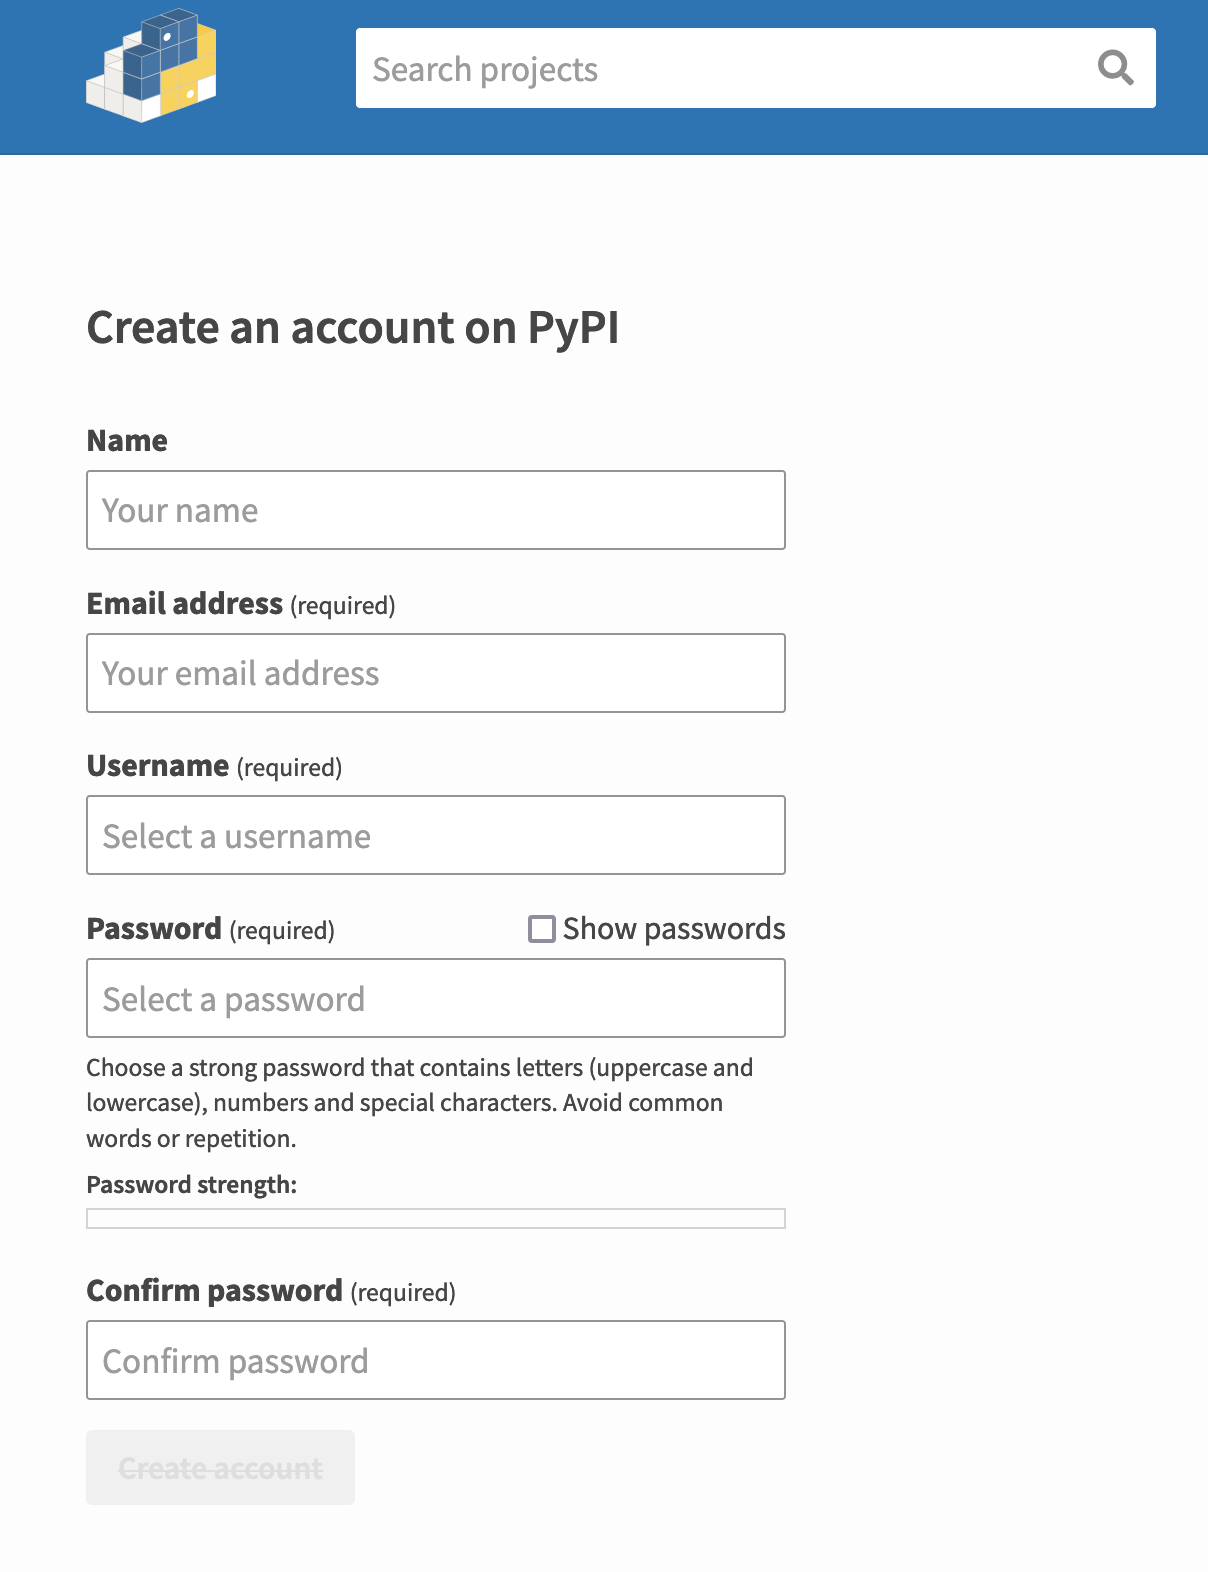 Search projects
Create an account on PyPI
Name
Your name
Email address (required)
Your email address
Username (required)
Select a username
Password (required) Show passwords
Select a password
Choose a strong password that contains letters (uppercase and
lowercase), numbers and special characters. Avoid common
words or repetition.
Password strength:
Confirm password (required)
Confirm password
Create account